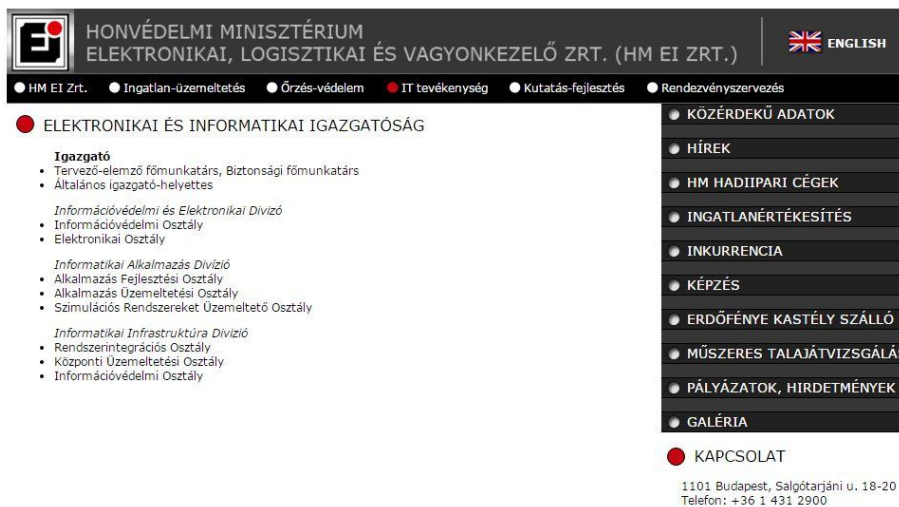 HONVÉDELMI MINISZTÉRIUM
ELEKTRONIKAI, LOGISZTIKAI ÉS VAGYONKEZELŐ ZRT. (HM EI ZRT.)
ENGLISH
HM EI Zrt.
Ingatlan-üzemeltetés
Őrzés-védelem
IT tevékenység
Kutatás-fejlesztés
Rendezvényszervezés
ELEKTRONIKAI ÉS INFORMATIKAI IGAZGATÓSÁG
Igazgató
Tervező-elemző főmunkatárs, Biztonsági főmunkatárs
Általános igazgató-helyettes
Információvédelmi és Elektronikai Divizó
Információvédelmi Osztály
Elektronikai Osztály
Informatikai Alkalmazás Divízió
Alkalmazás Fejlesztési Osztály
Alkalmazás Üzemeltetési Osztály
Szimulációs Rendszereket Üzemeltető Osztály
Informatikai Infrastruktúra Divizió
Rendszerintegrációs Osztály
Központi Üzemeltetési Osztály
Információvédelmi Osztály
KÖZÉRDEKŰ ADATOK
HÍREK
HM HADIIPARI CÉGEK
INGATLANÉRTÉKESÍTÉS
INKURRENCIA
KÉPZÉS
ERDŐFÉNYE KASTÉLY SZÁLLÓ
MŰSZERES TALAJÁTVIZSGÁLÁS
PÁLYÁZATOK, HIRDETMÉNYEK
GALÉRIA
KAPCSOLAT
1101 Budapest, Salgótarjáni u. 18-20
Telefon: +36 1 431 2900